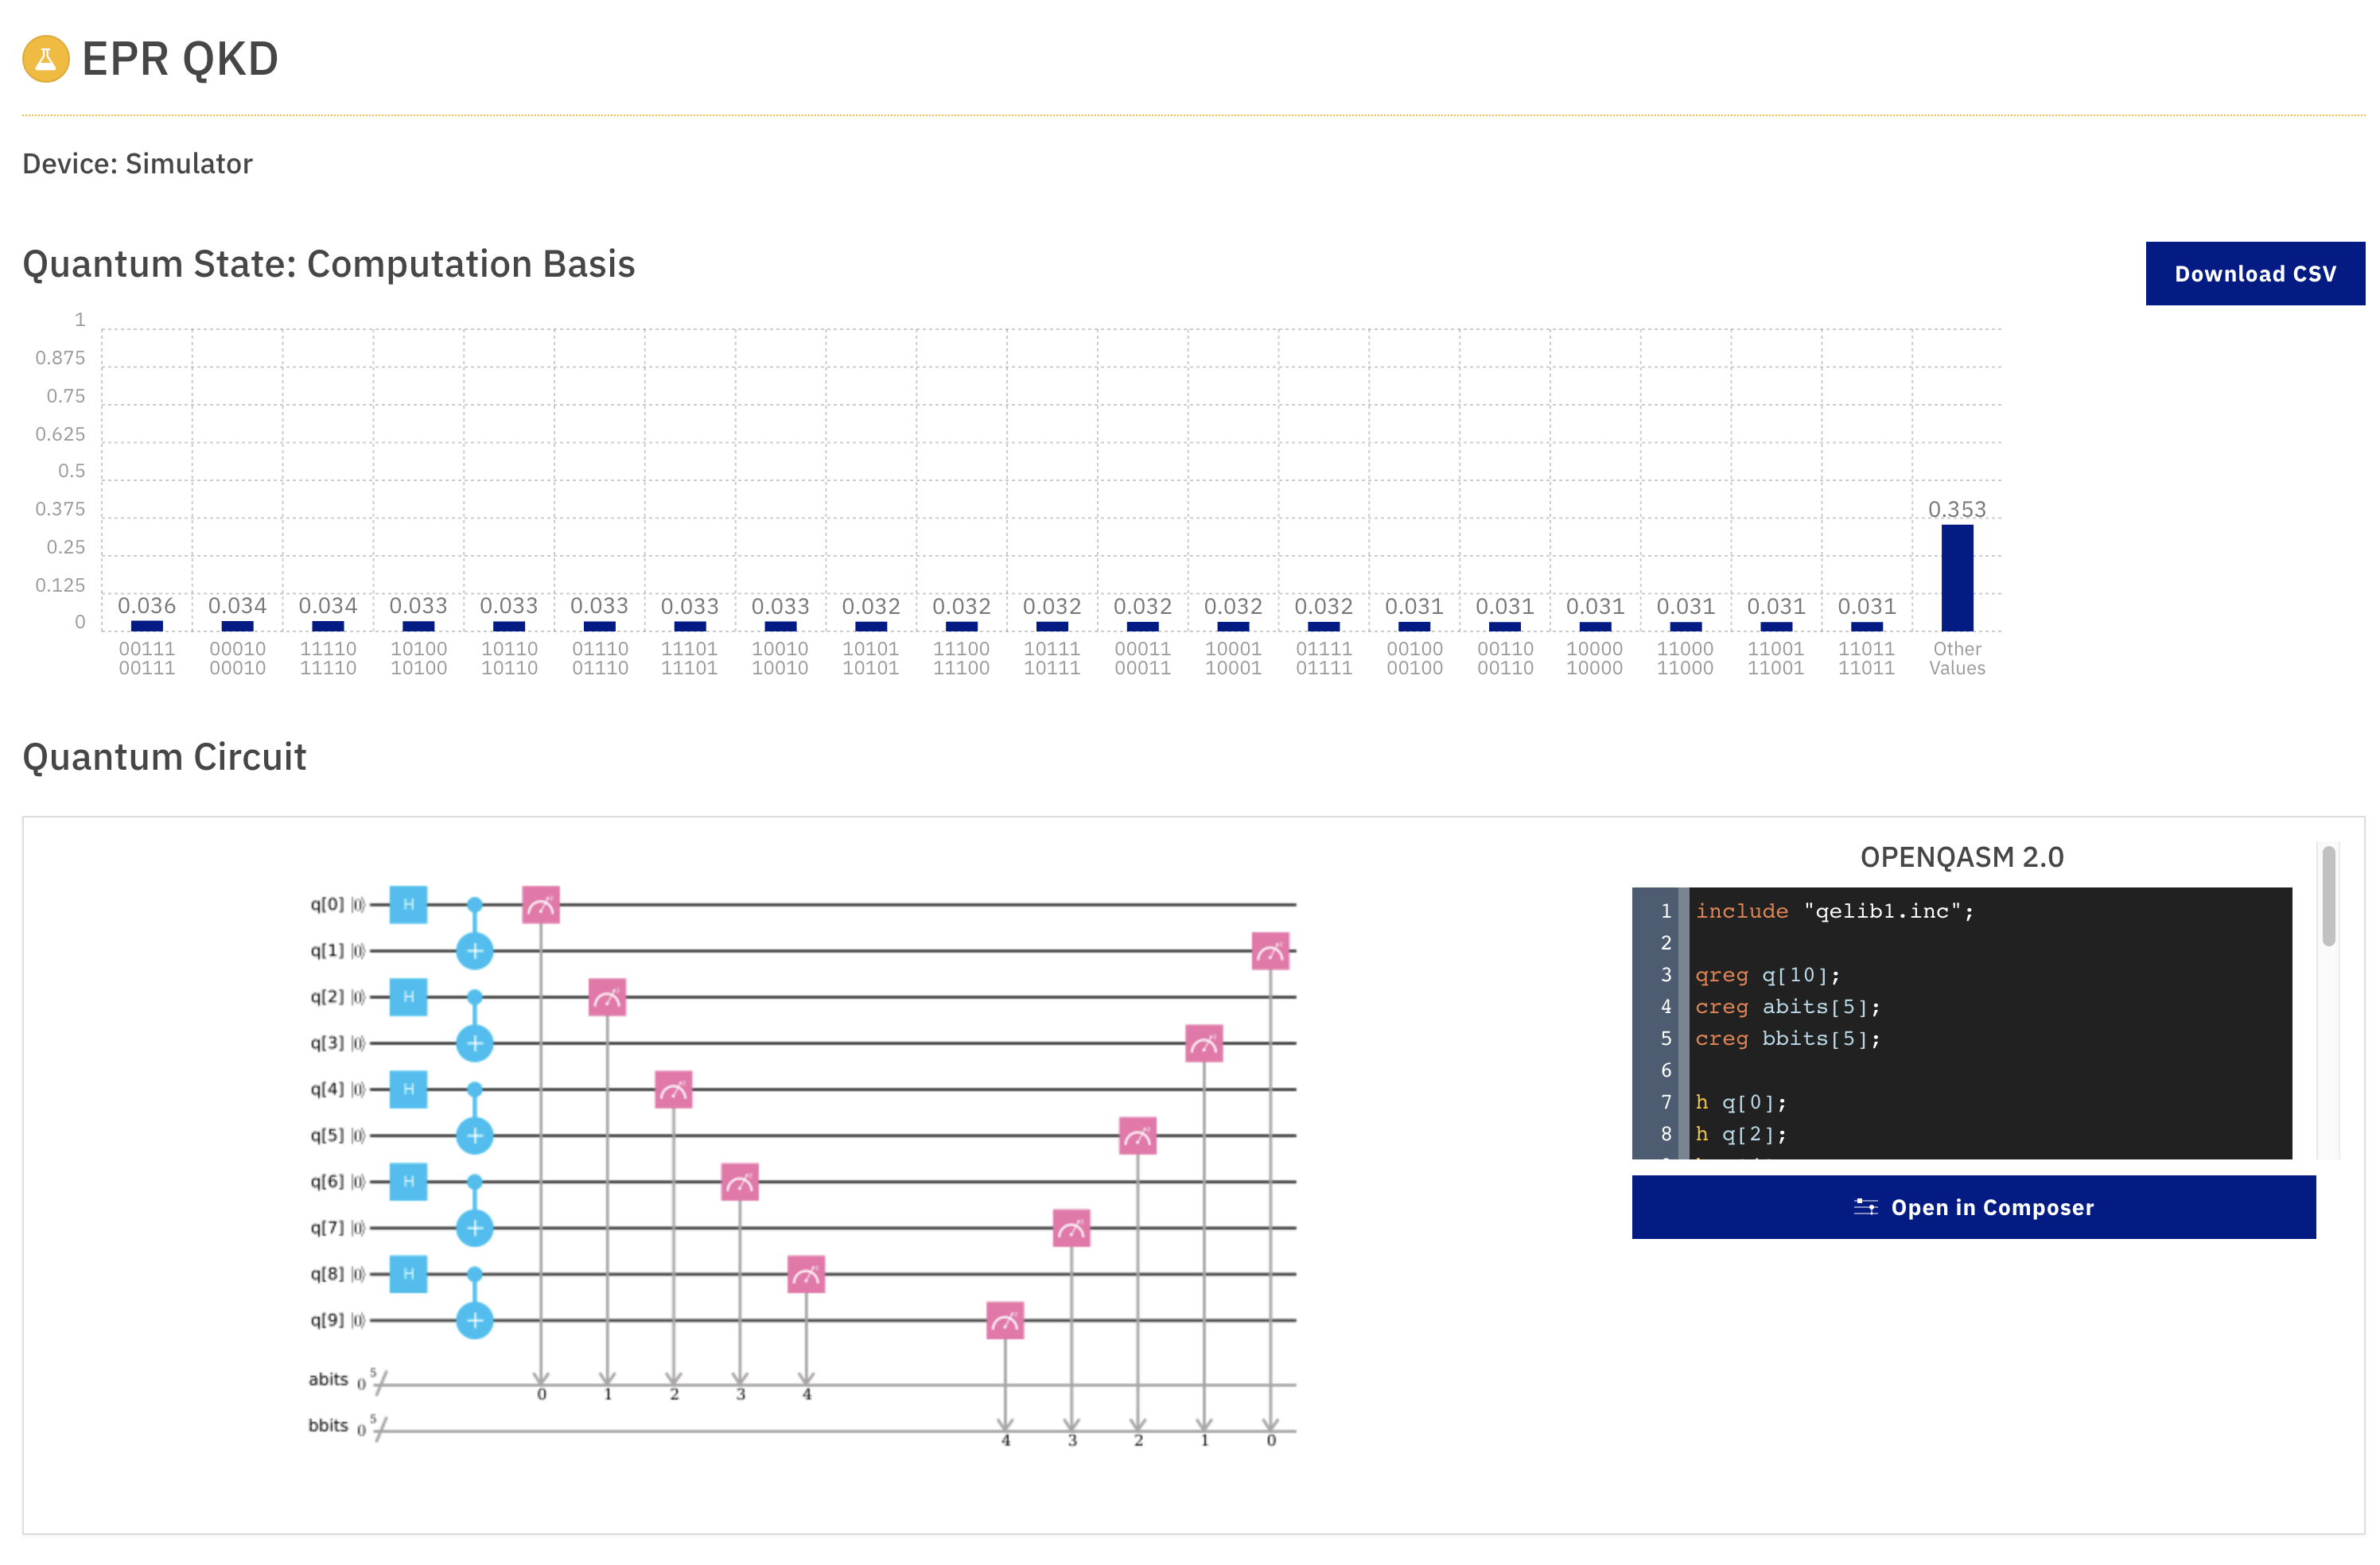 EPR QKD
Device: Simulator
Quantum State: Computation Basis
Download CSV
1
0.875
0.75
0.625
0.5
0.375
0.25
0.125
0
0.036 0.034 0.034 0.033 0.033 0.033 0.033 0.033 0.032 0.032 0.032 0.032 0.032 0.032 0.031 0.031 0.031 0.031 0.031 0.031 0.353
00111 00010 11110 10100 10110 01110 11101 10010 10101 11100 10111 00011 10001 01111 00100 00110 10000 11000 11001 11011 Other
00111 00010 11110 10100 10110 01110 11101 10010 10101 11100 10111 00011 10001 01111 00100 00110 10000 11000 11001 11011 Values
Quantum Circuit
q[0] |0⟩ H
q[1] |0⟩
q[2] |0⟩ H
q[3] |0⟩
q[4] |0⟩ H
q[5] |0⟩
q[6] |0⟩ H
q[7] |0⟩
q[8] |0⟩ H
q[9] |0⟩
abits 0 5
0 1 2 3 4
bbits 0 5
4 3 2 1 0
OPENQASM 2.0
1 include "qelib1.inc";
2
3 qreg q[10];
4 creg abits[5];
5 creg bbits[5];
6
7 h q[0];
8 h q[2];
Open in Composer